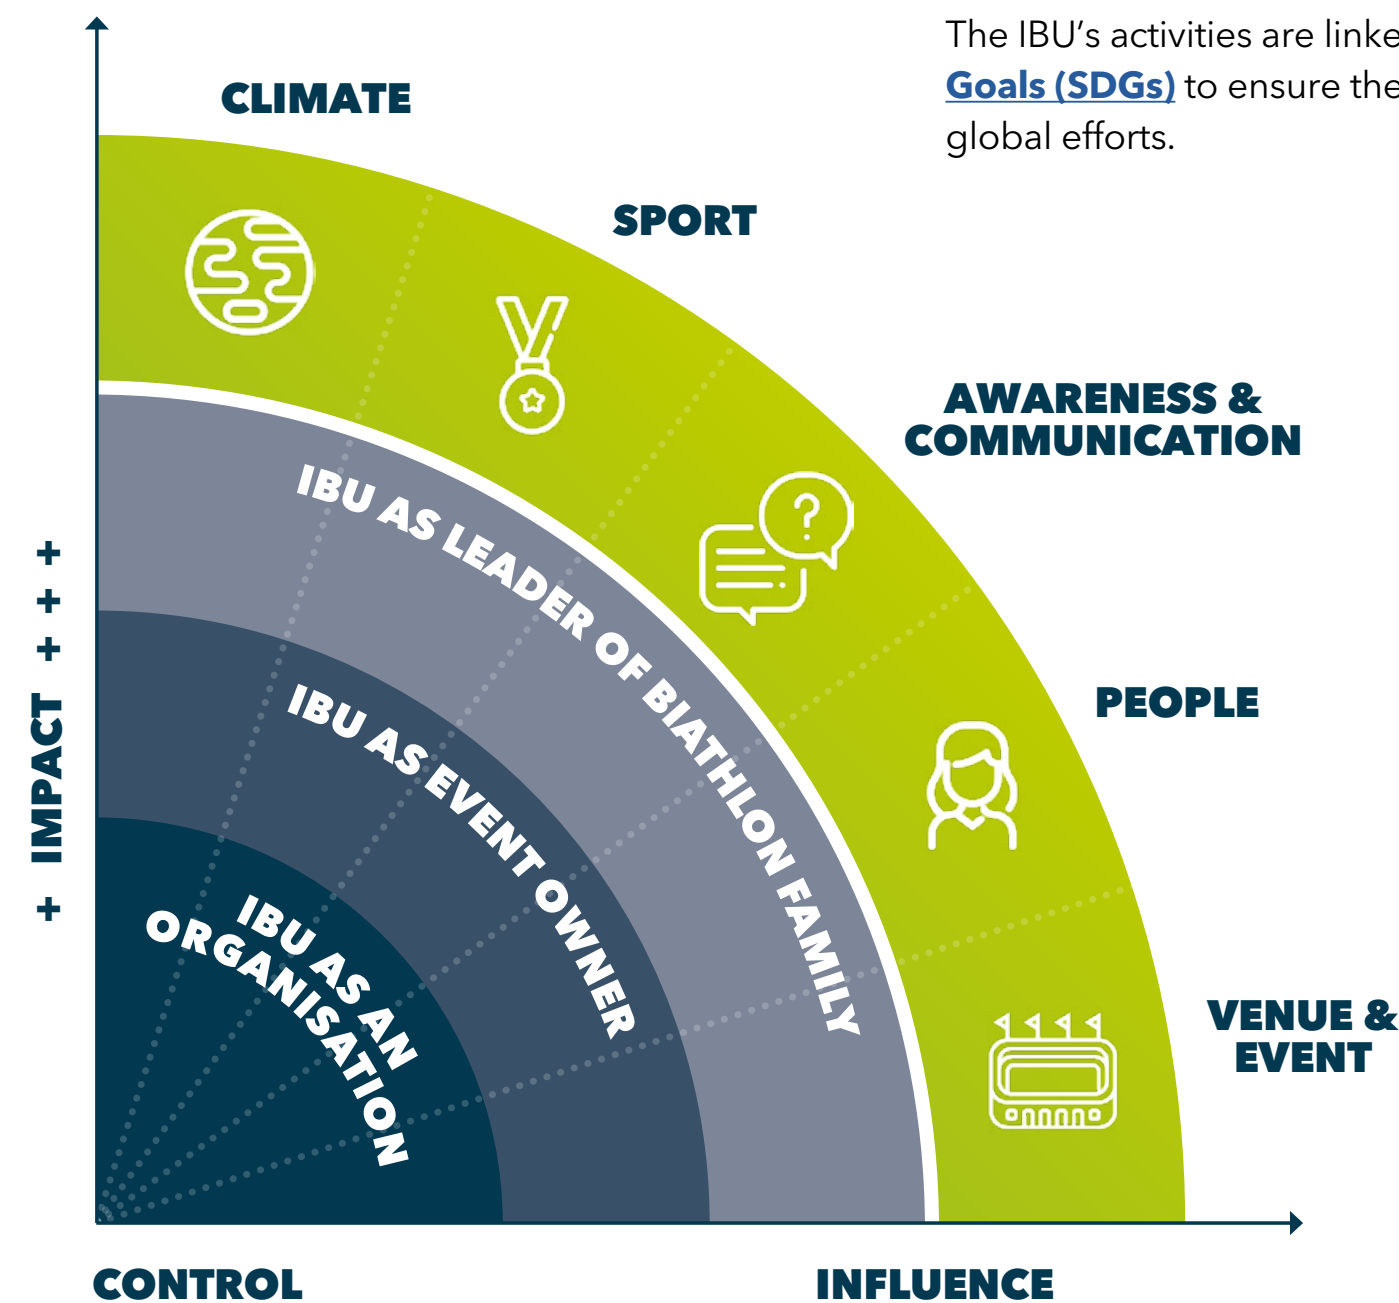 The IBU's activities are linke
Goals (SDGs) to ensure the
global efforts.
CLIMATE
SPORT
AWARENESS &
COMMUNICATION
PEOPLE
VENUE &
EVENT
IBU AS LEADER OF BIATHLON FAMILY
IBU AS EVENT OWNER
IBU AS AN
ORGANISATION
+ IMPACT + + +
CONTROL
INFLUENCE